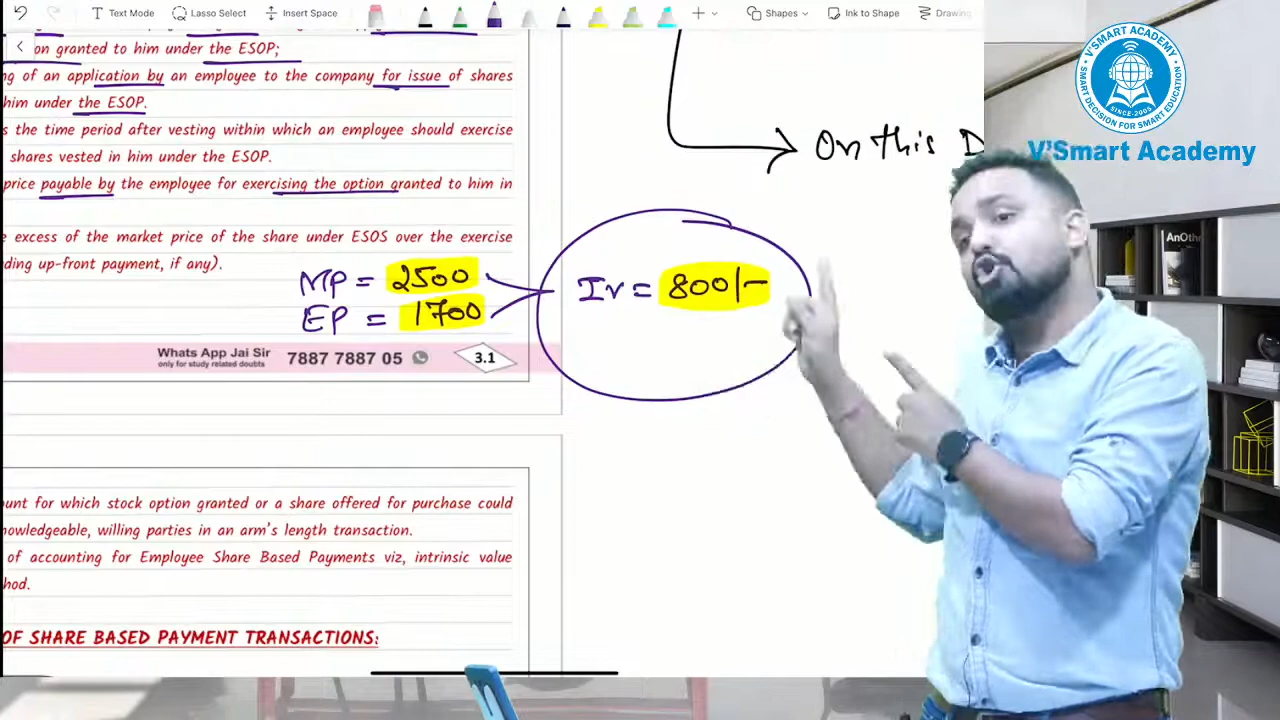 Text Mode Lasso Select Insert Space Shapes Ink to Shape Drawing
on granted to him under the ESOP;
ng of an application by an employee to the company for issue of shares
him under the ESOP.
s the time period after vesting within which an employee should exercise
shares vested in him under the ESOP.
price payable by the employee for exercising the option granted to him in
e excess of the market price of the share under ESOS over the exercise
ding up-front payment, if any).
MP = 2500
EP = 1700
IV = 800/-
On this D
Whats App Jai Sir
only for study related doubts
7887 7887 05
3.1
unt for which stock option granted or a share offered for purchase could
nowledgeable, willing parties in an arm's length transaction.
of accounting for Employee Share Based Payments viz, intrinsic value
hod.
OF SHARE BASED PAYMENT TRANSACTIONS:
V'SMART ACADEMY
SINCE-2005
SMART DECISION FOR SMART EDUCATION
V'Smart Academy
AnOthe